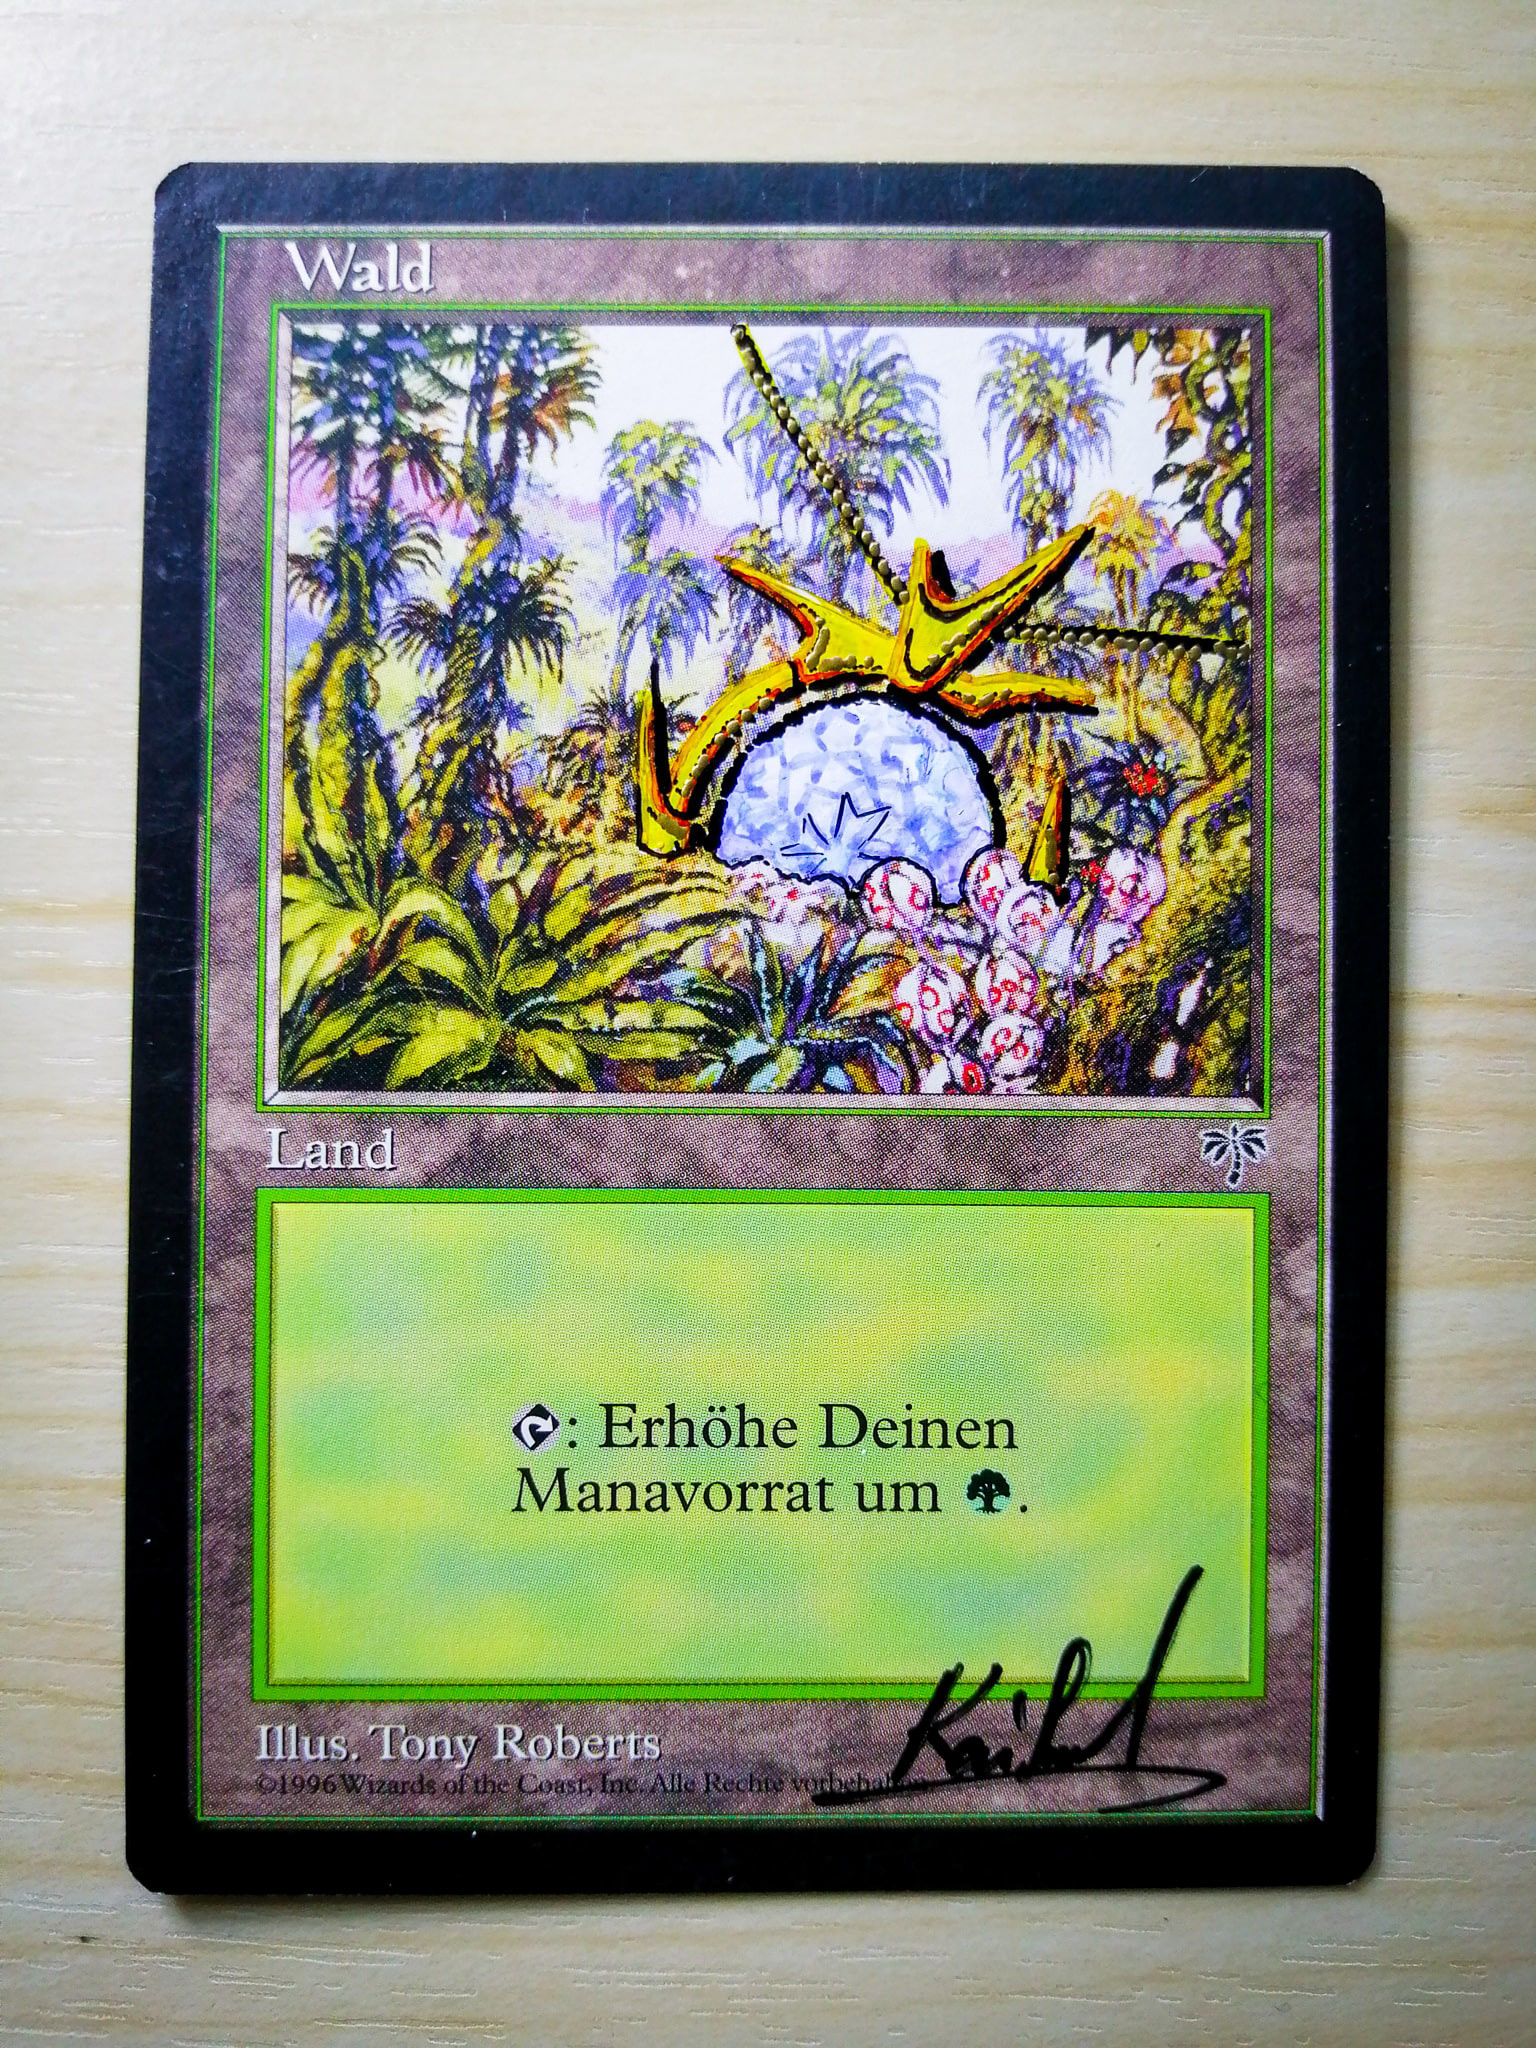 Wald
Land
: Erhöhe Deinen
Manavorrat um .
Illus. Tony Roberts
©1996 Wizards of the Coast, Inc. Alle Rechte